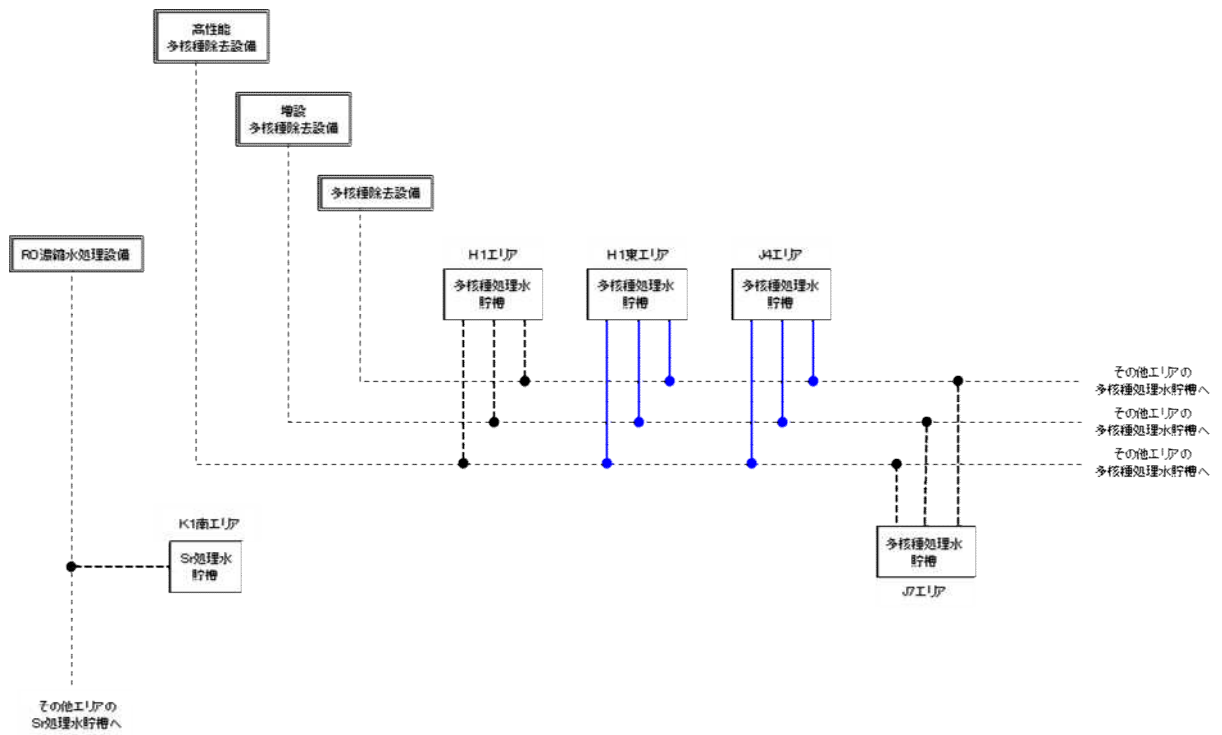 高性能
多核種除去設備
増設
多核種除去設備
多核種除去設備
RO濃縮水処理設備
H1エリア
多核種処理水
貯槽
H1東エリア
多核種処理水
貯槽
J4エリア
多核種処理水
貯槽
その他エリアの
多核種処理水貯槽へ
その他エリアの
多核種処理水貯槽へ
その他エリアの
多核種処理水貯槽へ
K1南エリア
Sr処理水
貯槽
多核種処理水
貯槽
J7エリア
その他エリアの
Sr処理水貯槽へ